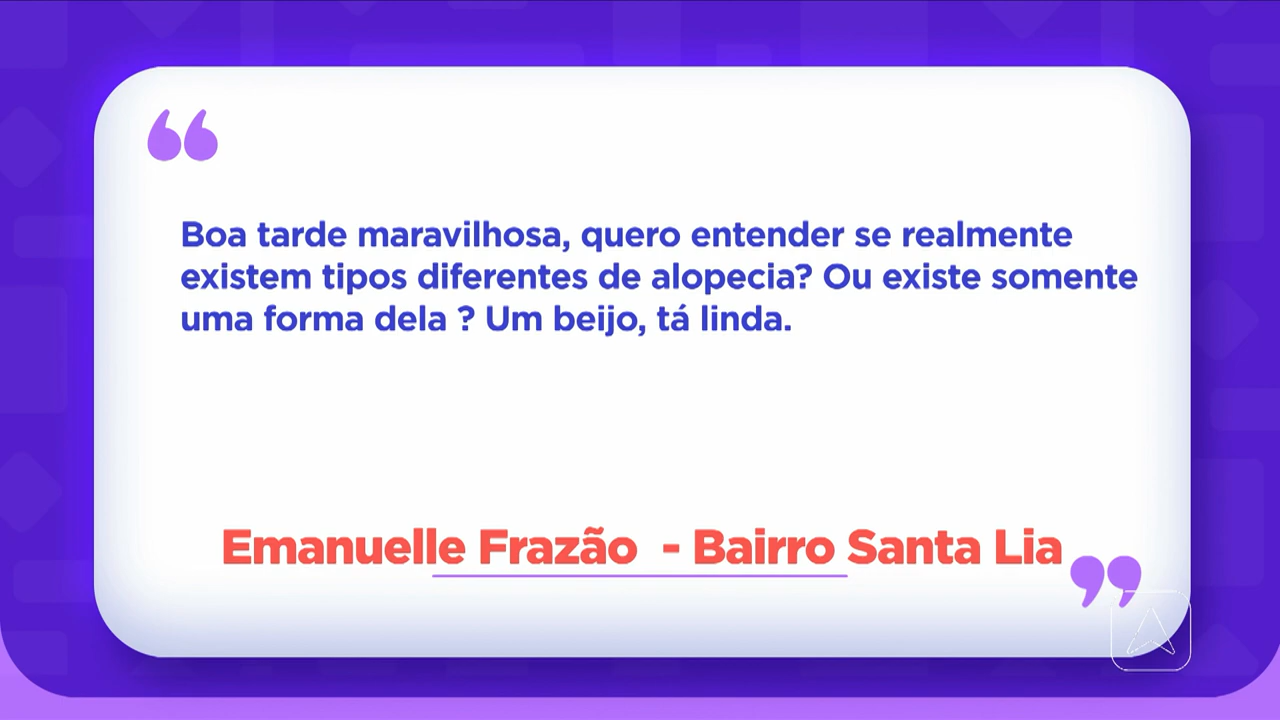 Boa tarde maravilhosa, quero entender se realmente
existem tipos diferentes de alopecia? Ou existe somente
uma forma dela ? Um beijo, tá linda.
Emanuelle Frazão - Bairro Santa Lia